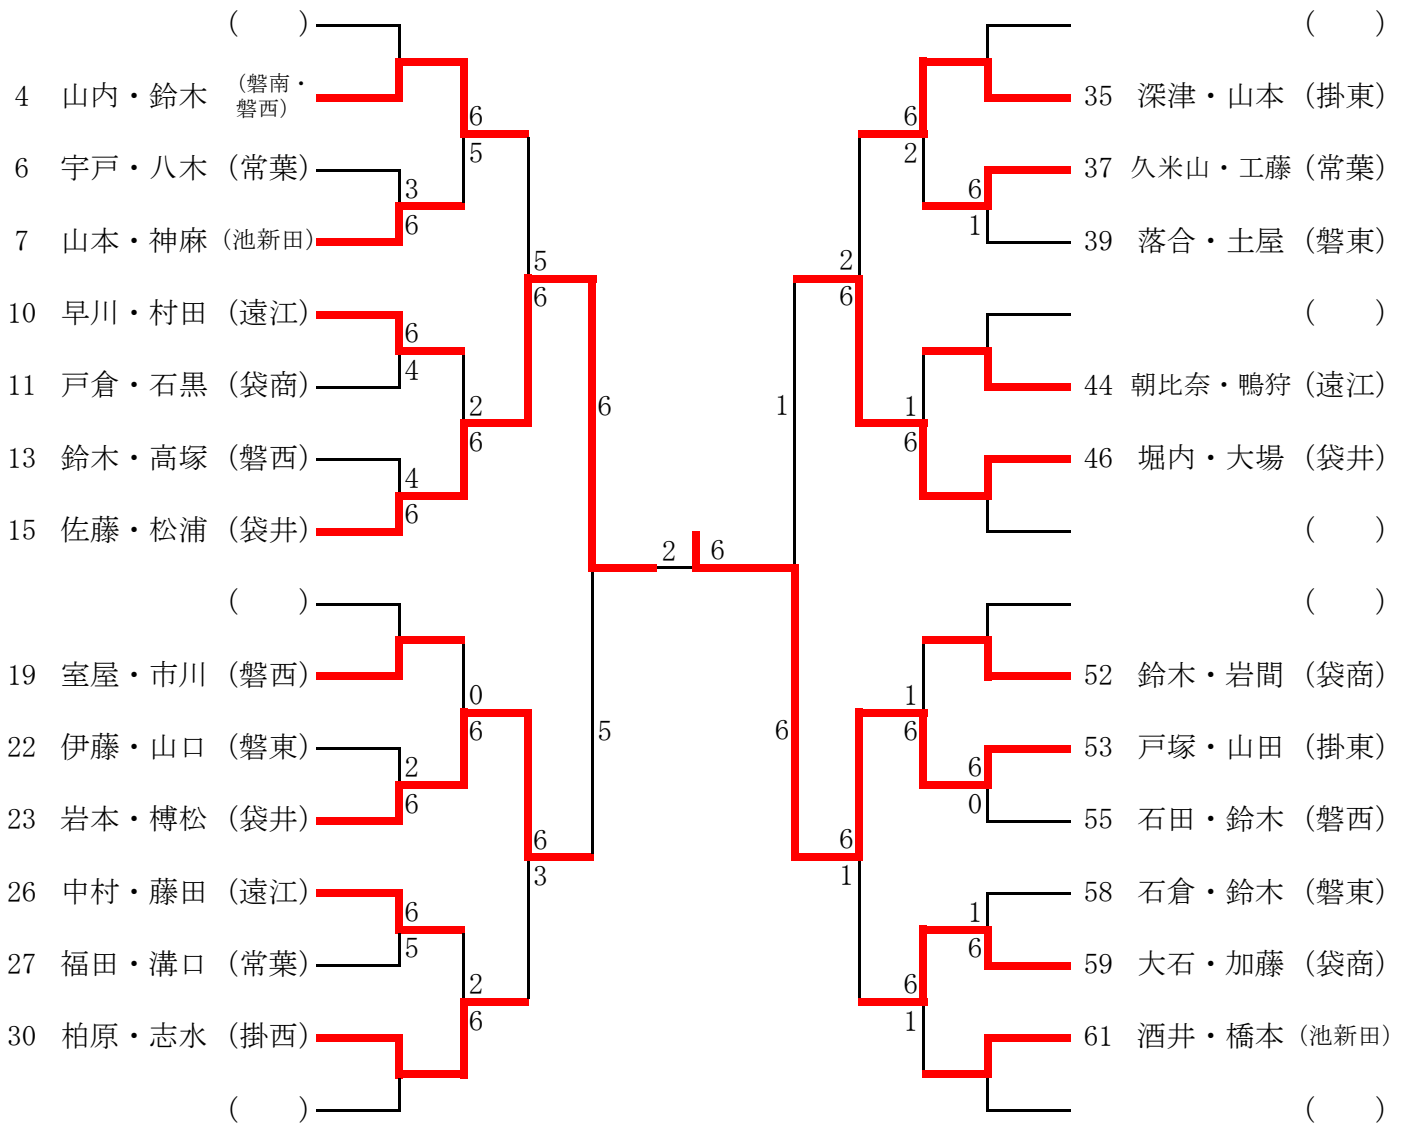 (　　)
4 山内・鈴木 (磐南・
磐西)
6 宇戸・八木 (常葉)
7 山本・神麻 (池新田)
10 早川・村田 (遠江)
11 戸倉・石黒 (袋商)
13 鈴木・高塚 (磐西)
15 佐藤・松浦 (袋井)
(　　)
19 室屋・市川 (磐西)
22 伊藤・山口 (磐東)
23 岩本・榑松 (袋井)
26 中村・藤田 (遠江)
27 福田・溝口 (常葉)
30 柏原・志水 (掛西)
(　　)
3
6
6
4
4
6
2
6
6
5
6
5
2
6
0
6
2
6
5
6
6
3
6
5
2
6
1
6
2
6
6
1
6
2
1
6
1
6
6
1
6
1
6
0
1
6
(　　)
35 深津・山本 (掛東)
37 久米山・工藤 (常葉)
39 落合・土屋 (磐東)
(　　)
44 朝比奈・鴨狩 (遠江)
46 堀内・大場 (袋井)
(　　)
(　　)
52 鈴木・岩間 (袋商)
53 戸塚・山田 (掛東)
55 石田・鈴木 (磐西)
58 石倉・鈴木 (磐東)
59 大石・加藤 (袋商)
61 酒井・橋本 (池新田)
(　　)